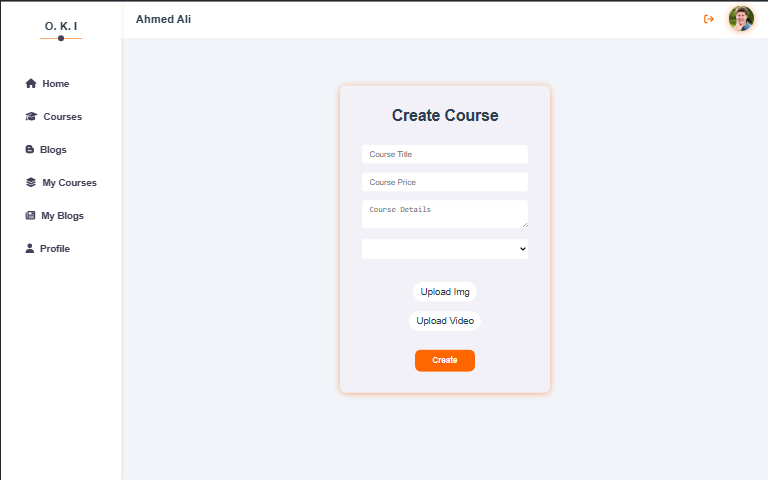 O. K. I
Ahmed Ali
Home
Courses
Blogs
My Courses
My Blogs
Profile
Create Course
Course Title
Course Price
Course Details
Upload Img
Upload Video
Create